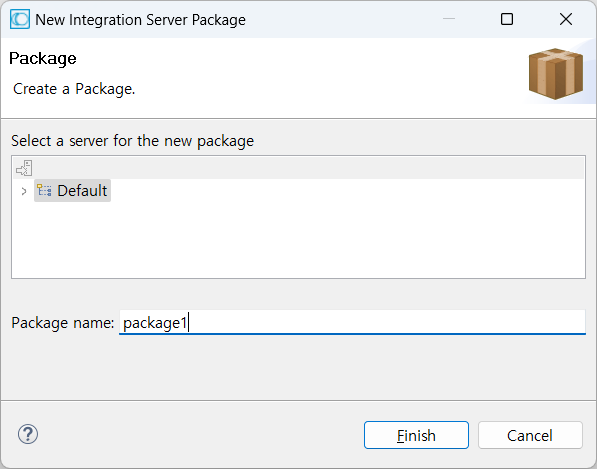 New Integration Server Package
Package
Create a Package.
Select a server for the new package
Default
Package name: package1
Finish
Cancel